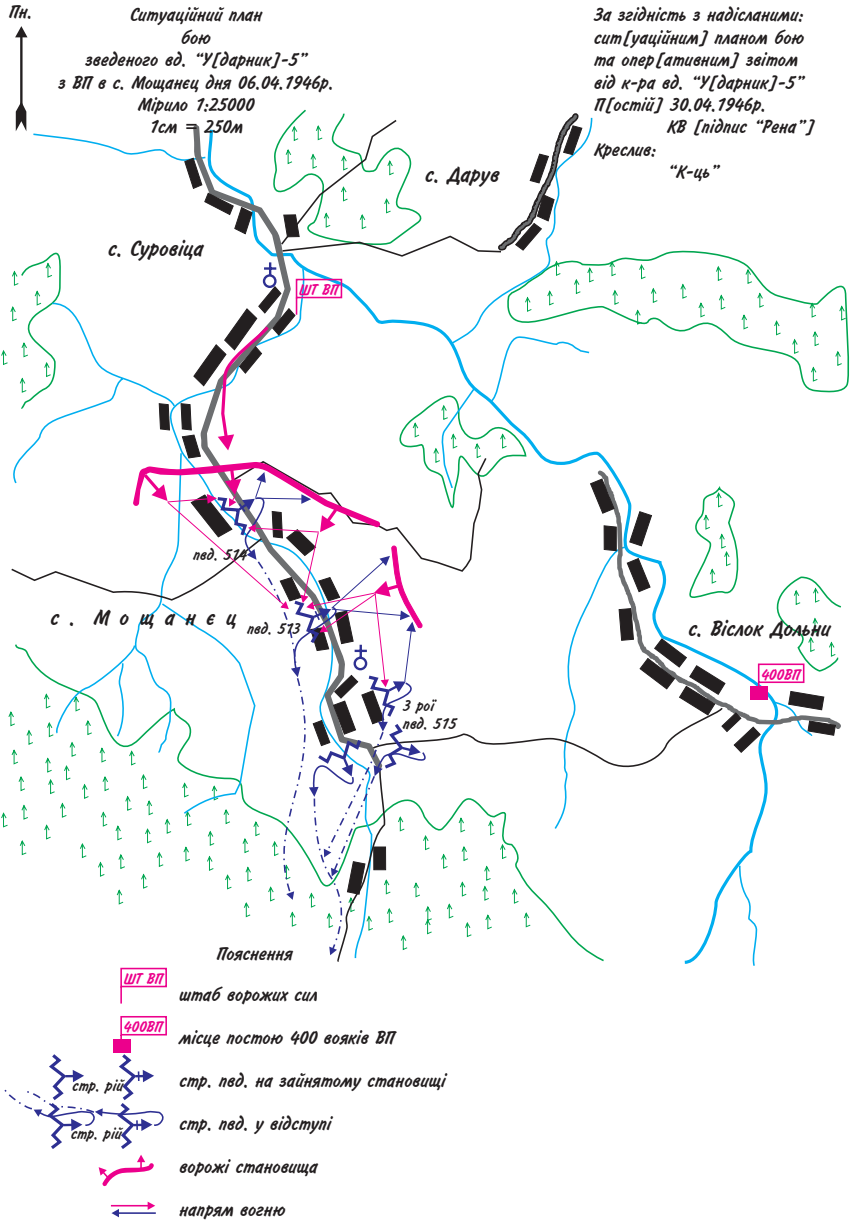 Пн.
Ситуаційний план
бою
зведеного вд. “У[дарник]-5”
з ВП в с. Мощанєц дня 06.04.1946р.
Мірило 1:25000
1см = 250м
За згідність з надісланими:
сит[уаційним] планом бою
та опер[ативним] звітом
від к-ра вд. “У[дарник]-5”
П[остій] 30.04.1946р.
КВ [підпис “Рена”]
Креслив:
“К-ць”
с. Дарув
с. Суровіца
ШТ ВП
пвд. 514
с. Мощанєц
пвд. 513
с. Віслок Дольни
400ВП
3 рої
пвд. 515
Пояснення
ШТ ВП
штаб ворожих сил
400ВП
місце постою 400 вояків ВП
стр. рій
стр. пвд. на зайнятому становищі
стр. рій
стр. пвд. у відступі
ворожі становища
напрям вогню